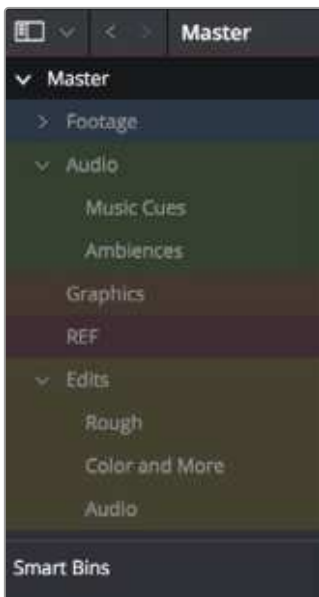 Master
Master
Footage
Audio
Music Cues
Ambiences
Graphics
REF
Edits
Rough
Color and More
Audio
Smart Bins